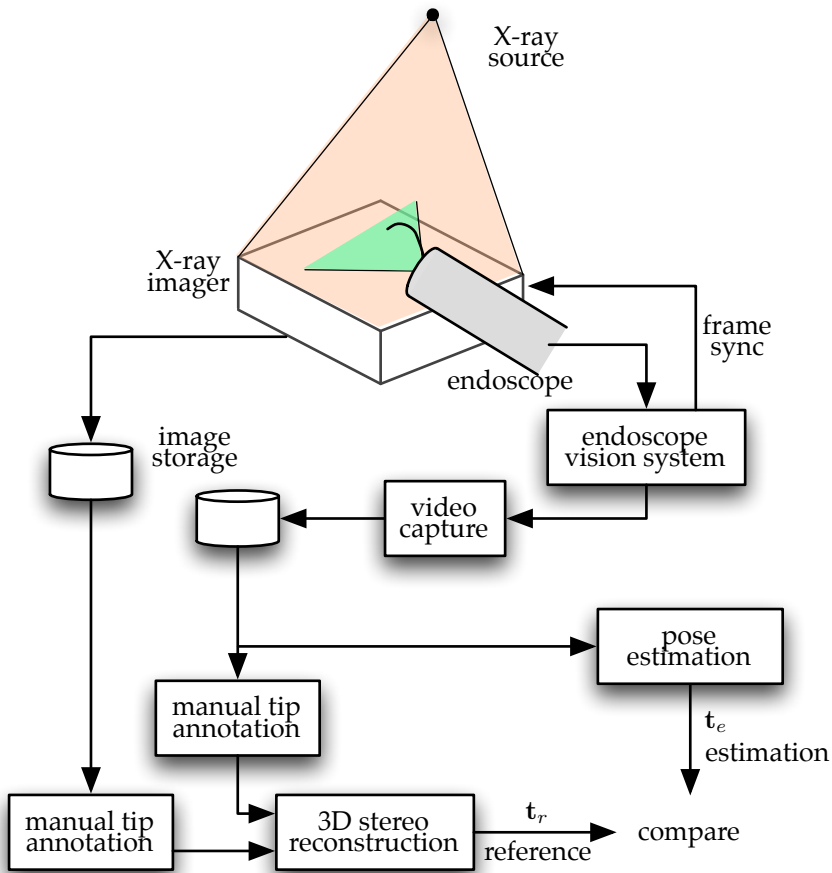 X-ray
source
X-ray
imager
frame
sync
endoscope
image
storage
endoscope
vision system
video
capture
pose
estimation
manual tip
annotation
t_e
estimation
manual tip
annotation
3D stereo
reconstruction
t_r
reference
compare